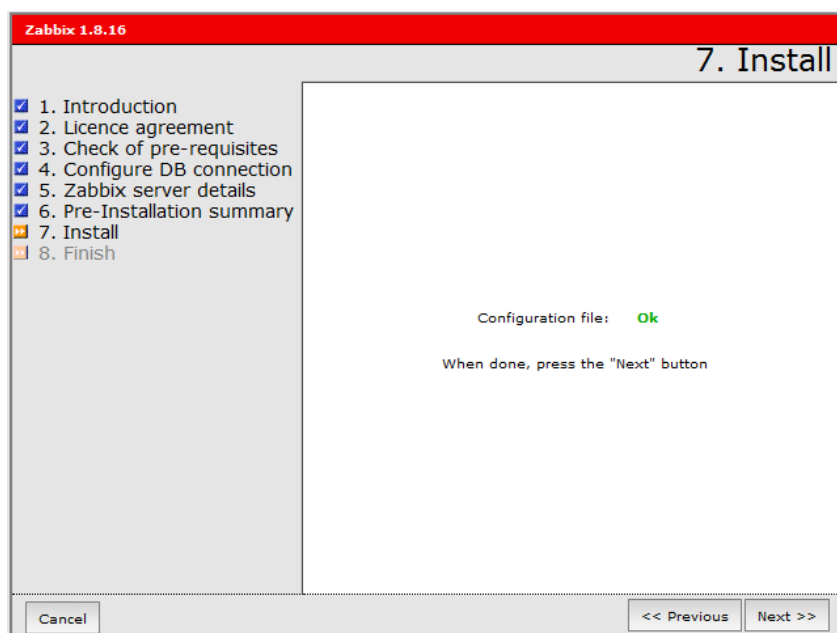 Zabbix 1.8.16
7. Install
1. Introduction
2. Licence agreement
3. Check of pre-requisites
4. Configure DB connection
5. Zabbix server details
6. Pre-Installation summary
7. Install
8. Finish
Configuration file: Ok
When done, press the "Next" button
Cancel << Previous Next >>